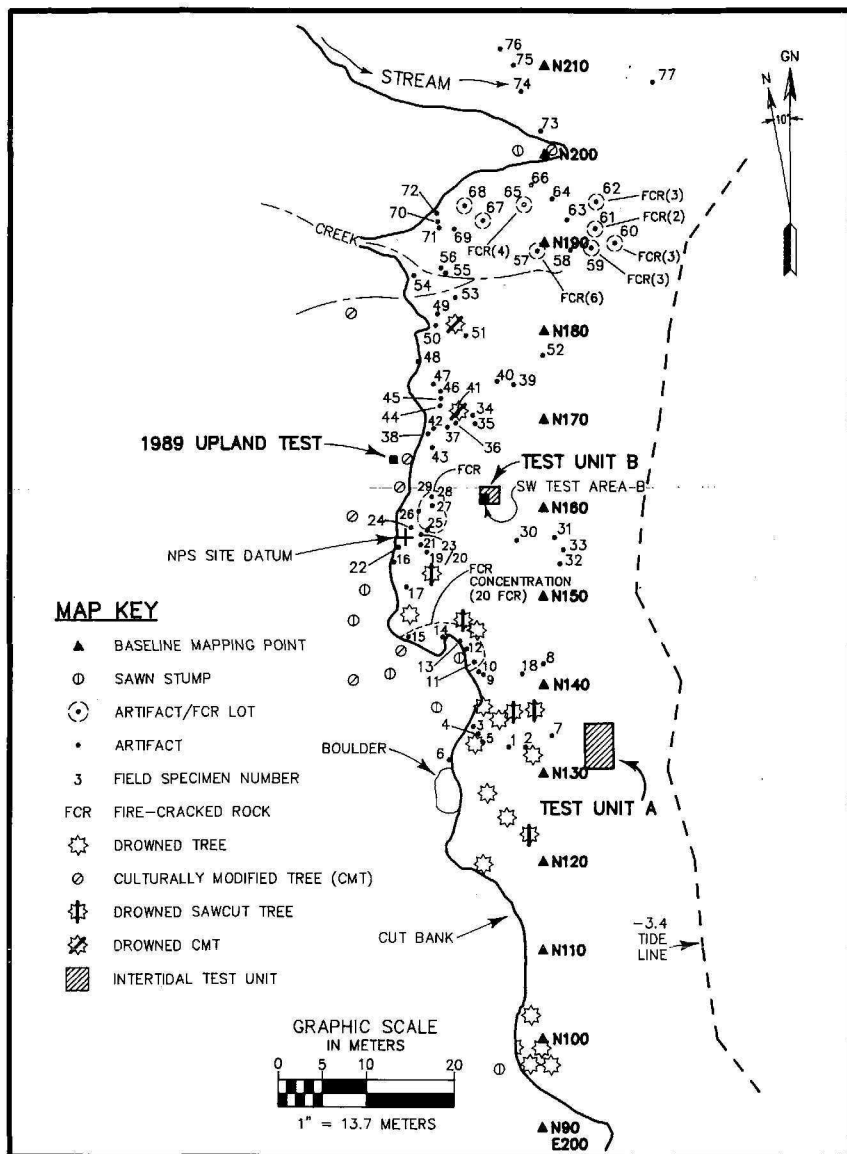 76
75
N210
GN
N
STREAM
74
77
10°
73
N200
66
72
68
65
64
62
FCR(3)
70
67
63
61
FCR(2)
71
69
FCR(4)
N190
60
CREEK
56
57
58
59
FCR(3)
54
55
FCR(6)
FCR(3)
53
49
50
51
N180
48
52
47
46
41
40
39
45
44
34
N170
42
35
38
37
36
1989 UPLAND TEST
43
FCR
TEST UNIT B
29
28
SW TEST AREA-B
26
27
N160
24
25
30
31
NPS SITE DATUM
21
23
33
22
16
19
20
32
FCR
CONCENTRATION
(20 FCR)
17
N150
MAP KEY
15
14
BASELINE MAPPING POINT
13
12
8
11
10
9
18
SAWN STUMP
N140
ARTIFACT/FCR LOT
4
3
7
ARTIFACT
5
1
2
BOULDER
6
3 FIELD SPECIMEN NUMBER
N130
FCR FIRE-CRACKED ROCK
TEST UNIT A
DROWNED TREE
CULTURALLY MODIFIED TREE (CMT)
N120
DROWNED SAWCUT TREE
-3.4
TIDE
LINE
CUT BANK
DROWNED CMT
N110
INTERTIDAL TEST UNIT
GRAPHIC SCALE
IN METERS
N100
0 5 10 20
1" = 13.7 METERS
N90
E200